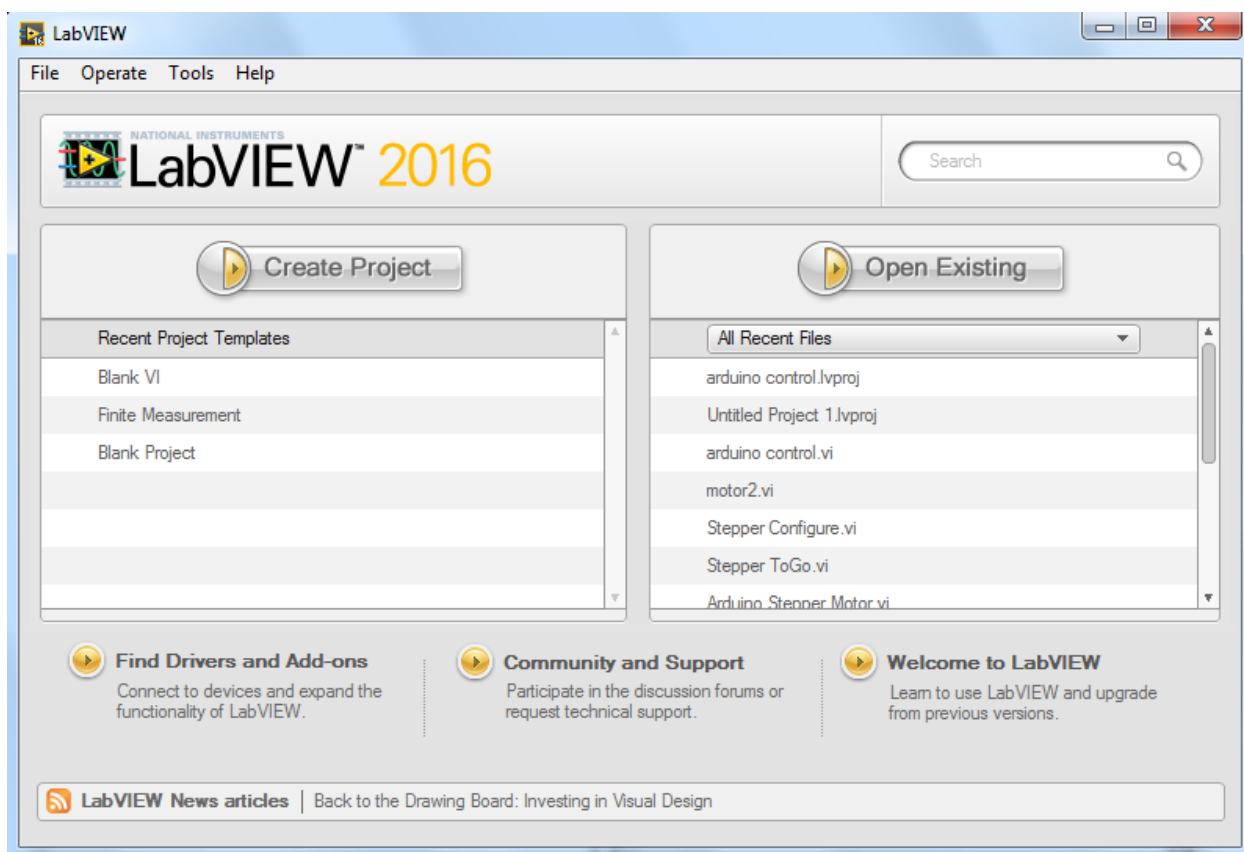 LabVIEW
File Operate Tools Help
NATIONAL INSTRUMENTS
LabVIEW™ 2016
Search
Create Project
Recent Project Templates
Blank VI
Finite Measurement
Blank Project
Open Existing
All Recent Files
arduino control.lvproj
Untitled Project 1.lvproj
arduino control.vi
motor2.vi
Stepper Configure.vi
Stepper ToGo.vi
Arduino Stepper Motor.vi
Find Drivers and Add-ons
Connect to devices and expand the
functionality of LabVIEW.
Community and Support
Participate in the discussion forums or
request technical support.
Welcome to LabVIEW
Learn to use LabVIEW and upgrade
from previous versions.
LabVIEW News articles | Back to the Drawing Board: Investing in Visual Design